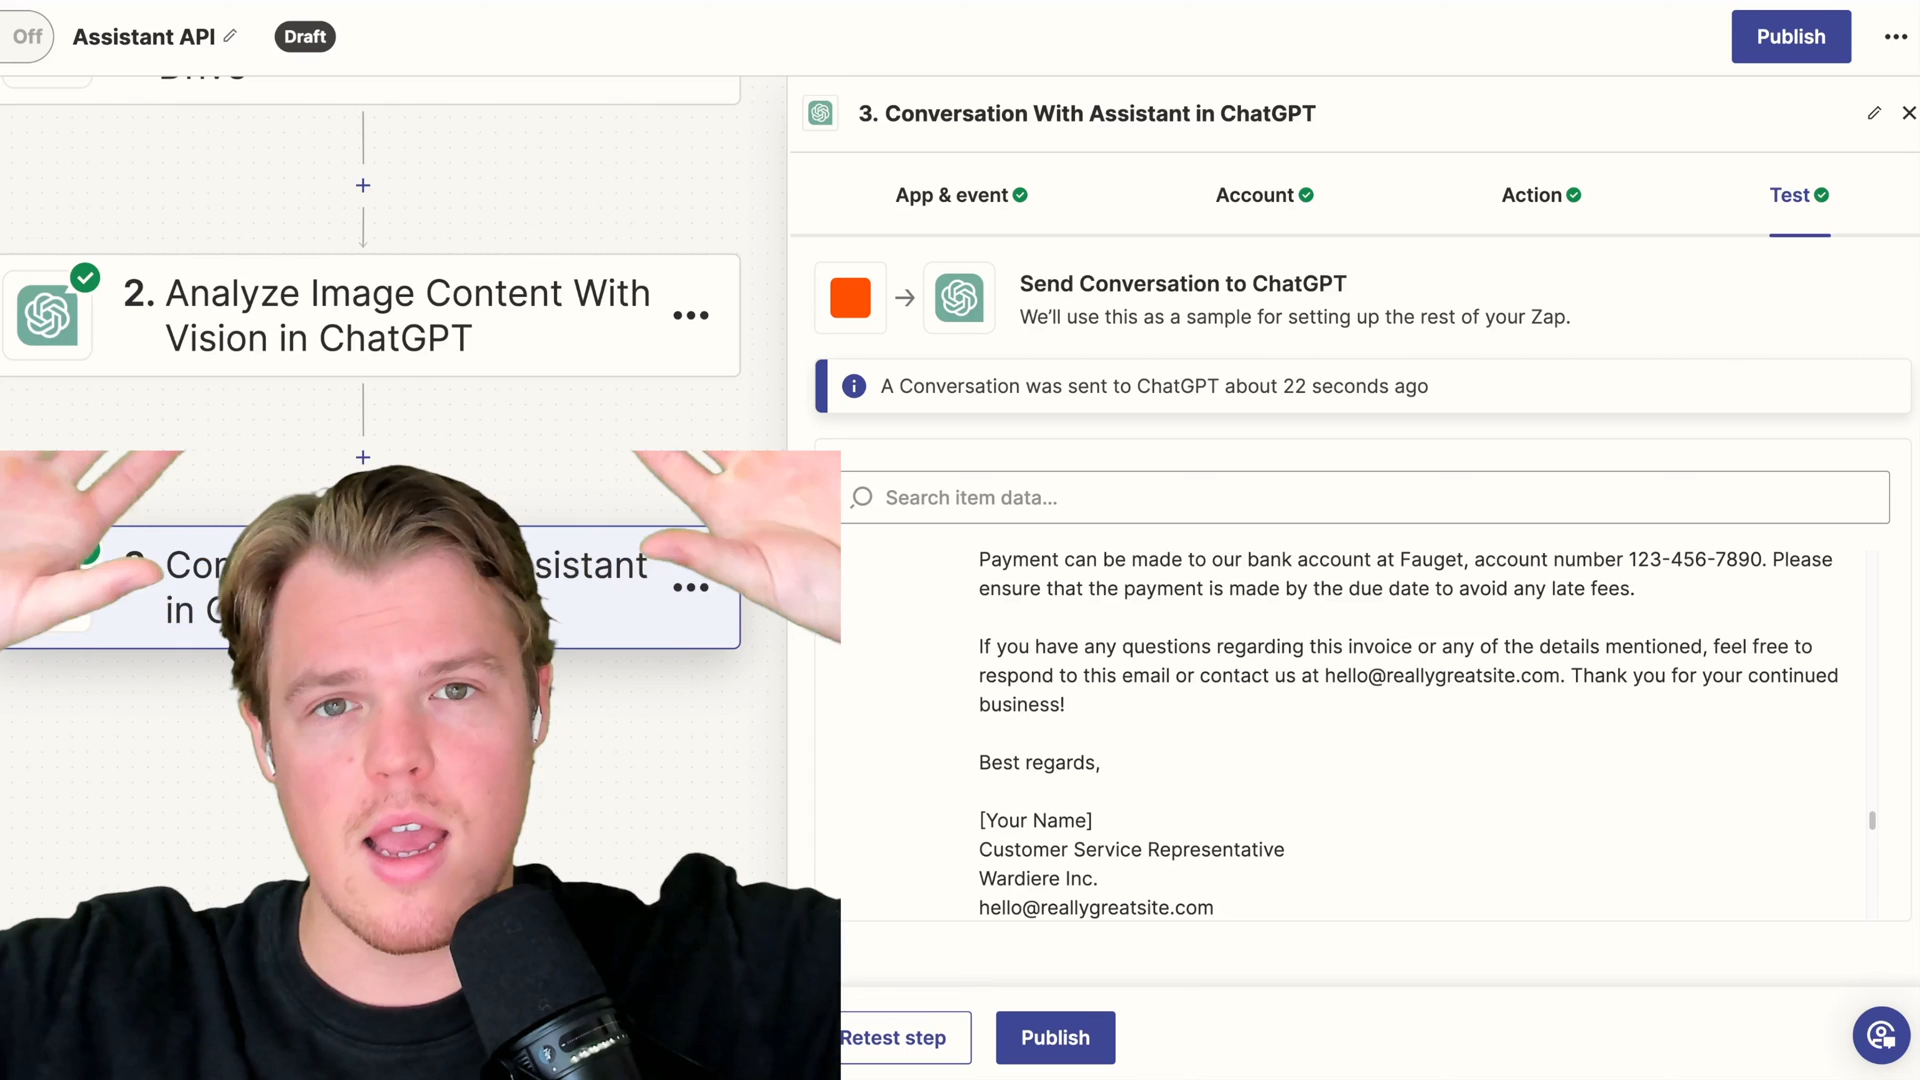 Off
Assistant API
Draft
Publish
3. Conversation With Assistant in ChatGPT
App & event
Account
Action
Test
2. Analyze Image Content With
Vision in ChatGPT
Send Conversation to ChatGPT
We'll use this as a sample for setting up the rest of your Zap.
A Conversation was sent to ChatGPT about 22 seconds ago
Search item data...
Con
sistant
in C
Payment can be made to our bank account at Fauget, account number 123-456-7890. Please
ensure that the payment is made by the due date to avoid any late fees.
If you have any questions regarding this invoice or any of the details mentioned, feel free to
respond to this email or contact us at hello@reallygreatsite.com. Thank you for your continued
business!
Best regards,
[Your Name]
Customer Service Representative
Wardiere Inc.
hello@reallygreatsite.com
Retest step
Publish